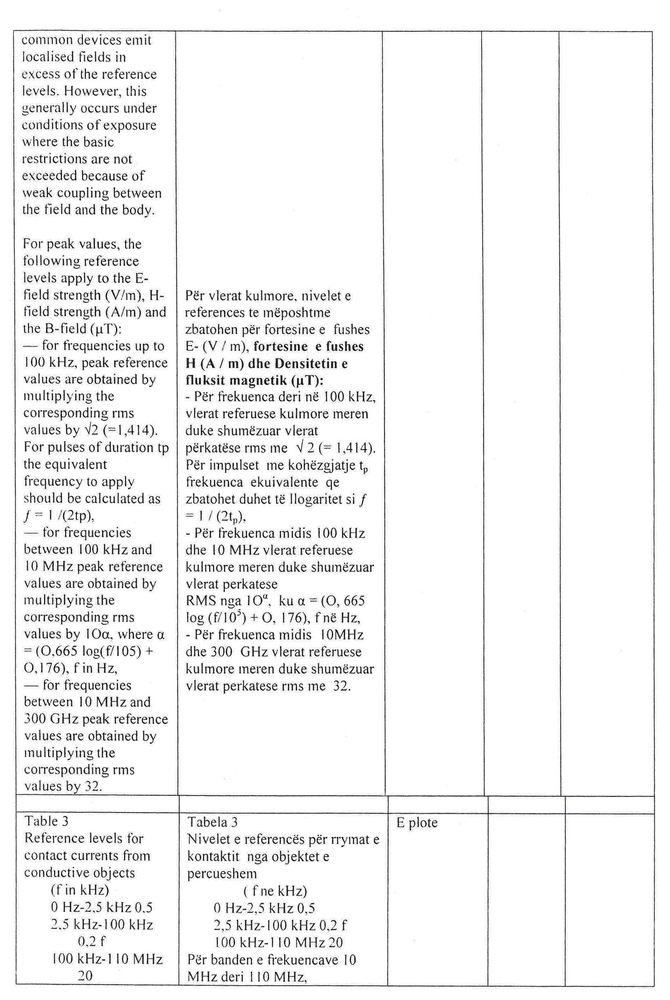 common devices emit
localised fields in
excess of the reference
levels. However, this
generally occurs under
conditions of exposure
where the basic
restrictions are not
exceeded because of
weak coupling between
the field and the body.
For peak values, the
following reference
levels apply to the E-
field strength (V/m), H-
field strength (A/m) and
the B-field (µT):
— for frequencies up to
100 kHz, peak reference
values are obtained by
multiplying the
corresponding rms
values by √2 (=1,414).
For pulses of duration tp
the equivalent
frequency to apply
should be calculated as
ƒ = 1 /(2tp),
— for frequencies
between 100 kHz and
10 MHz peak reference
values are obtained by
multiplying the
corresponding rms
values by 1Oα, where α
= (O,665 log(f/105) +
O,176), f in Hz,
— for frequencies
between 10 MHz and
300 GHz peak reference
values are obtained by
multiplying the
corresponding rms
values by 32.
Për vlerat kulmore, nivelet e
references te mëposhtme
zbatohen për fortesine e fushes
E- (V / m), fortesine e fushes
H (A / m) dhe Densitetin e
fluksit magnetik (µT):
- Për frekuenca deri në 100 kHz,
vlerat referuese kulmore meren
duke shumëzuar vlerat
përkatëse rms me √ 2 (= 1,414).
Për impulset me kohëzgjatje tₚ
frekuenca ekuivalente qe
zbatohet duhet të llogaritet si ƒ
= 1 / (2tₚ),
- Për frekuenca midis 100 kHz
dhe 10 MHz vlerat referuese
kulmore meren duke shumëzuar
vlerat perkatese
RMS nga 1Oᵅ, ku α = (O, 665
log (f/10⁵) + O, 176), f në Hz,
- Për frekuenca midis 10MHz
dhe 300 GHz vlerat referuese
kulmore meren duke shumëzuar
vlerat perkatese rms me 32.
Table 3
Reference levels for
contact currents from
conductive objects
(f in kHz)
0 Hz-2,5 kHz 0,5
2,5 kHz-100 kHz
0,2 f
100 kHz-110 MHz
20
Tabela 3
Nivelet e referencës për rrymat e
kontaktit nga objektet e
percueshem
( f ne kHz)
0 Hz-2,5 kHz 0,5
2,5 kHz-100 kHz 0,2 f
100 kHz-110 MHz 20
Për banden e frekuencave 10
MHz deri 110 MHz,
E plote